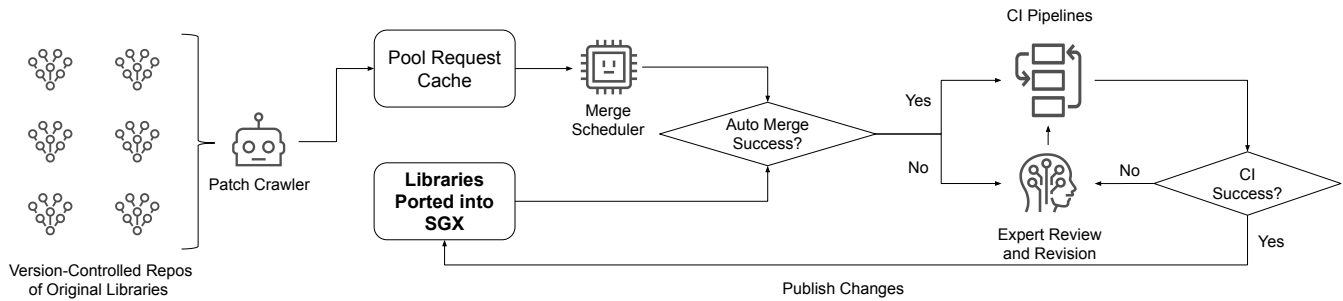 CI Pipelines
Pool Request
Cache
Merge
Scheduler
Yes
Auto Merge
Success?
No
Patch Crawler
Libraries
Ported into
SGX
No
CI
Success?
Expert Review
and Revision
Yes
Version-Controlled Repos
of Original Libraries
Publish Changes